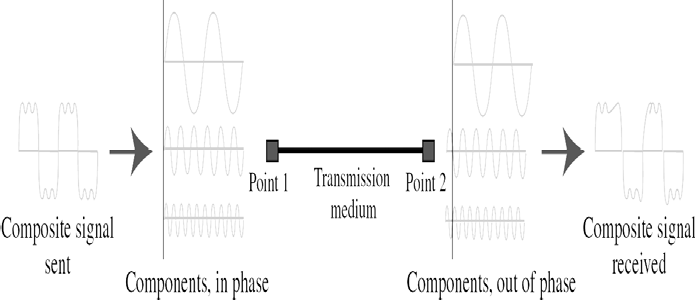 Point 1
Transmission
medium
Point 2
Composite signal
sent
Components, in phase
Components, out of phase
Composite signal
received